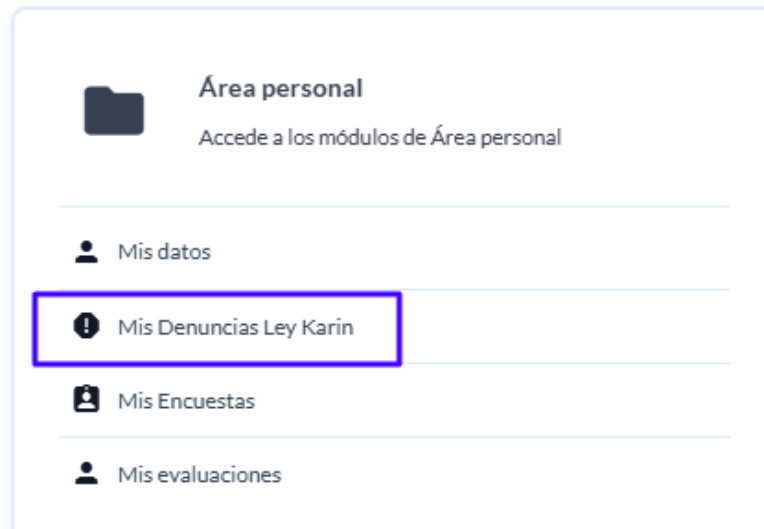 Área personal
Accede a los módulos de Área personal
Mis datos
Mis Denuncias Ley Karin
Mis Encuestas
Mis evaluaciones